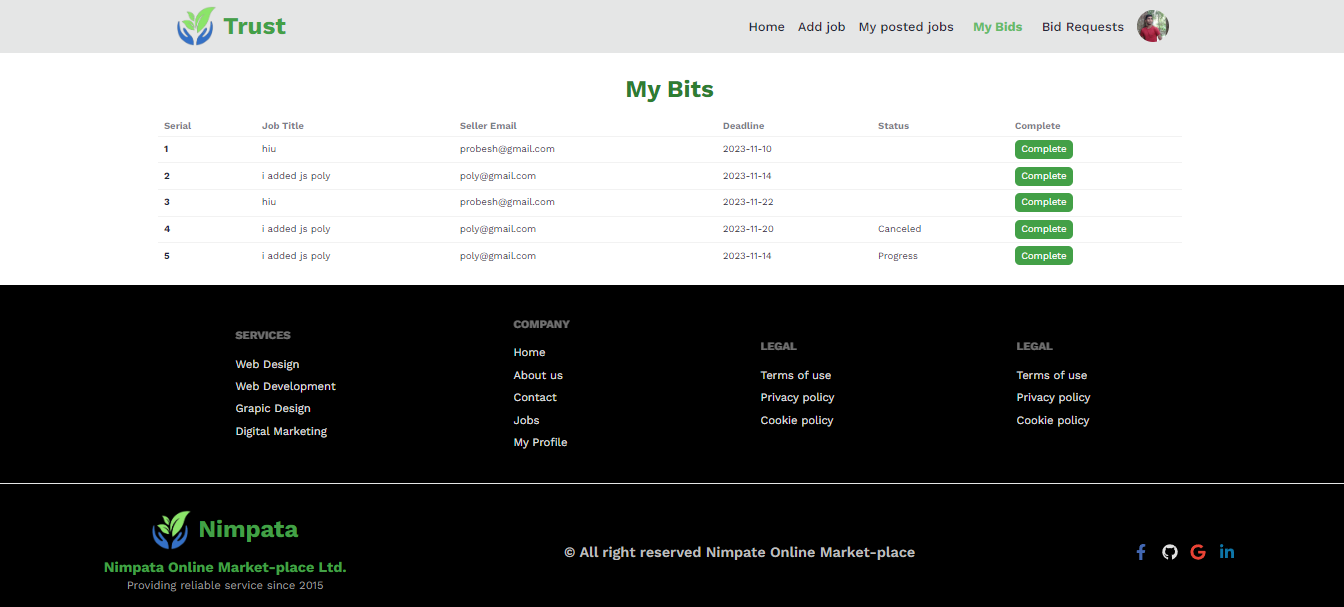 Trust
Home Add job My posted jobs My Bids Bid Requests
My Bits
Serial Job Title Seller Email Deadline Status Complete
1 hiu probesh@gmail.com 2023-11-10 Complete
2 i added js poly poly@gmail.com 2023-11-14 Complete
3 hiu probesh@gmail.com 2023-11-22 Complete
4 i added js poly poly@gmail.com 2023-11-20 Canceled Complete
5 i added js poly poly@gmail.com 2023-11-14 Progress Complete
SERVICES
Web Design
Web Development
Grapic Design
Digital Marketing
COMPANY
Home
About us
Contact
Jobs
My Profile
LEGAL
Terms of use
Privacy policy
Cookie policy
LEGAL
Terms of use
Privacy policy
Cookie policy
Nimpata
Nimpata Online Market-place Ltd.
Providing reliable service since 2015
© All right reserved Nimpate Online Market-place